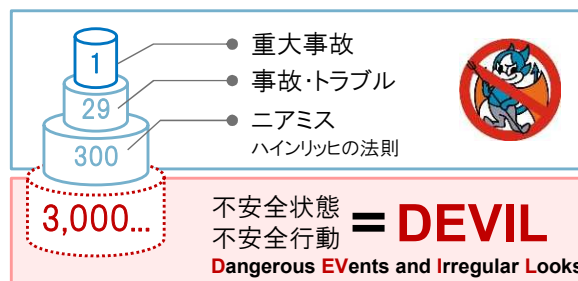 1
重大事故
29
事故・トラブル
300
ニアミス
ハインリッヒの法則
3,000...
不安全状態
不安全行動
= DEVIL
Dangerous EVents and Irregular Looks